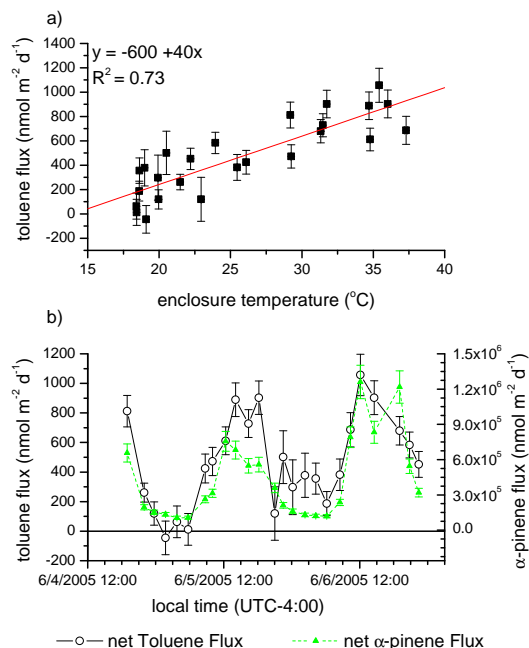 a)
y = -600 +40x
R² = 0.73
1400
1200
1000
800
600
400
200
0
-200
toluene flux (nmol m⁻² d⁻¹)
15 20 25 30 35 40
enclosure temperature (°C)
b)
1200
1000
800
600
400
200
0
-200
toluene flux (nmol m⁻² d⁻¹)
1.5x10⁶
1.2x10⁶
9.0x10⁵
6.0x10⁵
3.0x10⁵
0.0
α-pinene flux (nmol m⁻² d⁻¹)
6/4/2005 12:00 6/5/2005 12:00 6/6/2005 12:00
local time (UTC-4:00)
net Toluene Flux net α-pinene Flux